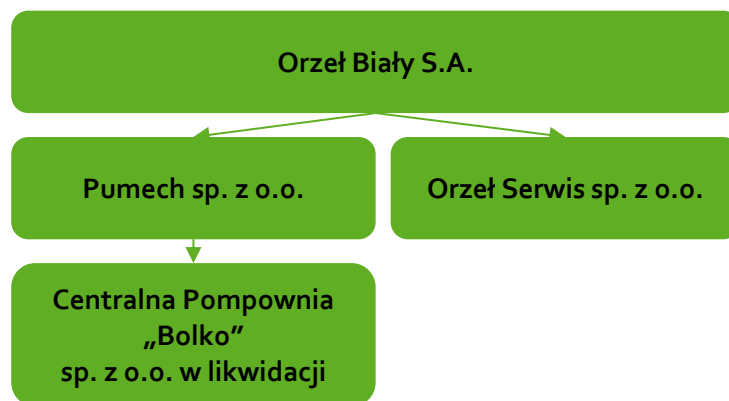 Orzeł Biały S.A.
Pumech sp. z o.o.
Orzeł Serwis sp. z o.o.
Centralna Pompownia
„Bolko”
sp. z o.o. w likwidacji